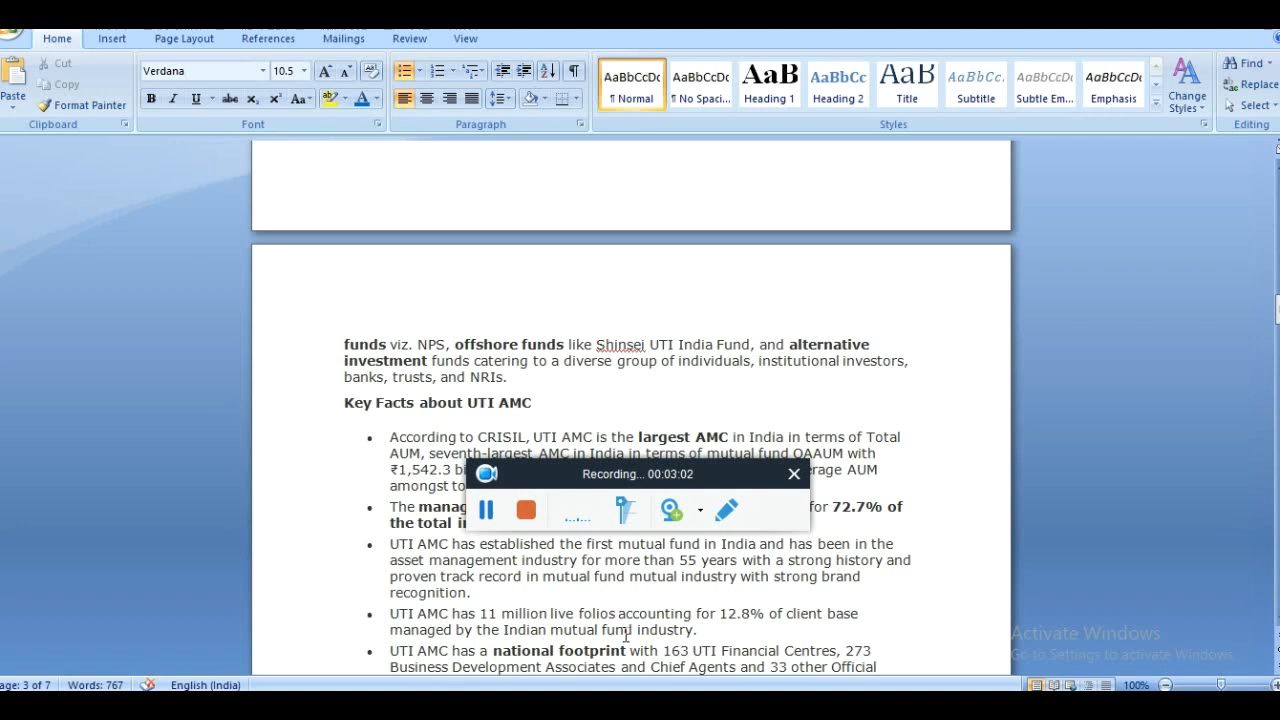 Home Insert Page Layout References Mailings Review View
Cut
Copy
Paste
Format Painter
Clipboard
Verdana 10.5
Font
Paragraph
AaBbCcDc AaBbCcDc AaB AaBbCc AaB AaBbCc. AaBbCcDc AaBbCcDc
¶ Normal ¶ No Spaci... Heading 1 Heading 2 Title Subtitle Subtle Em... Emphasis
Change
Styles
Styles
Find
Replace
Select
Editing
funds viz. NPS, offshore funds like Shinsei UTI India Fund, and alternative
investment funds catering to a diverse group of individuals, institutional investors,
banks, trusts, and NRIs.
Key Facts about UTI AMC
• According to CRISIL, UTI AMC is the largest AMC in India in terms of Total
AUM, seventh-largest AMC in India in terms of mutual fund QAAUM with
₹1,542.3 bi erage AUM
amongst to
Recording... 00:03:02
• The manag for 72.7% of
the total in
• UTI AMC has established the first mutual fund in India and has been in the
asset management industry for more than 55 years with a strong history and
proven track record in mutual fund mutual industry with strong brand
recognition.
• UTI AMC has 11 million live folios accounting for 12.8% of client base
managed by the Indian mutual fund industry.
• UTI AMC has a national footprint with 163 UTI Financial Centres, 273
Business Development Associates and Chief Agents and 33 other Official
Activate Windows
Go to Settings to activate Windows.
age: 3 of 7 Words: 767 English (India) 100%